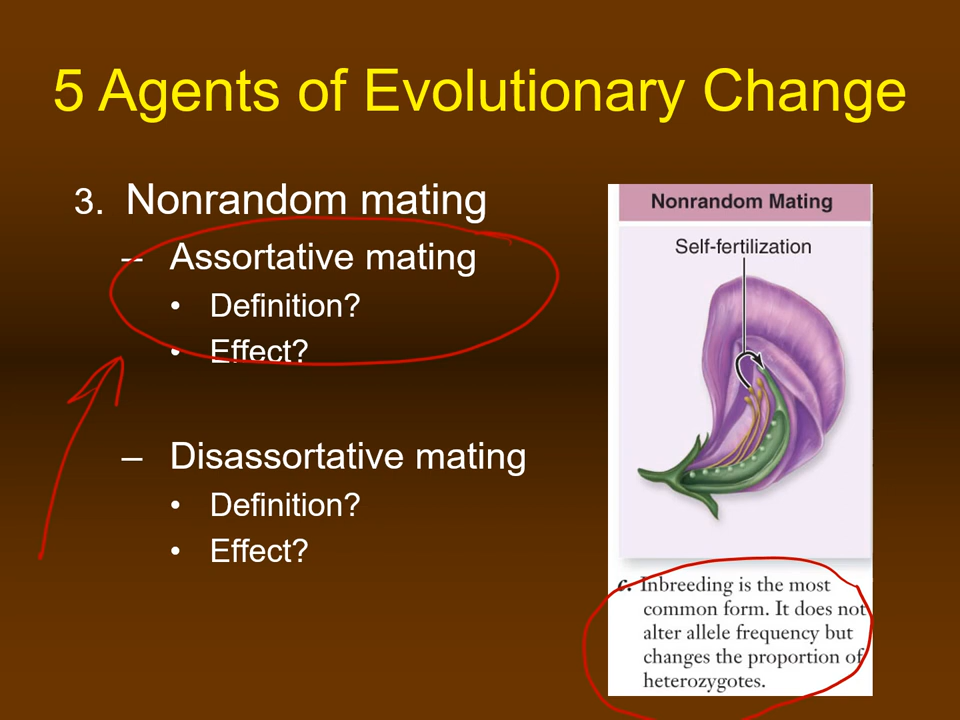 5 Agents of Evolutionary Change
3. Nonrandom mating
– Assortative mating
• Definition?
• Effect?
– Disassortative mating
• Definition?
• Effect?
Nonrandom Mating
Self-fertilization
c. Inbreeding is the most
common form. It does not
alter allele frequency but
changes the proportion of
heterozygotes.